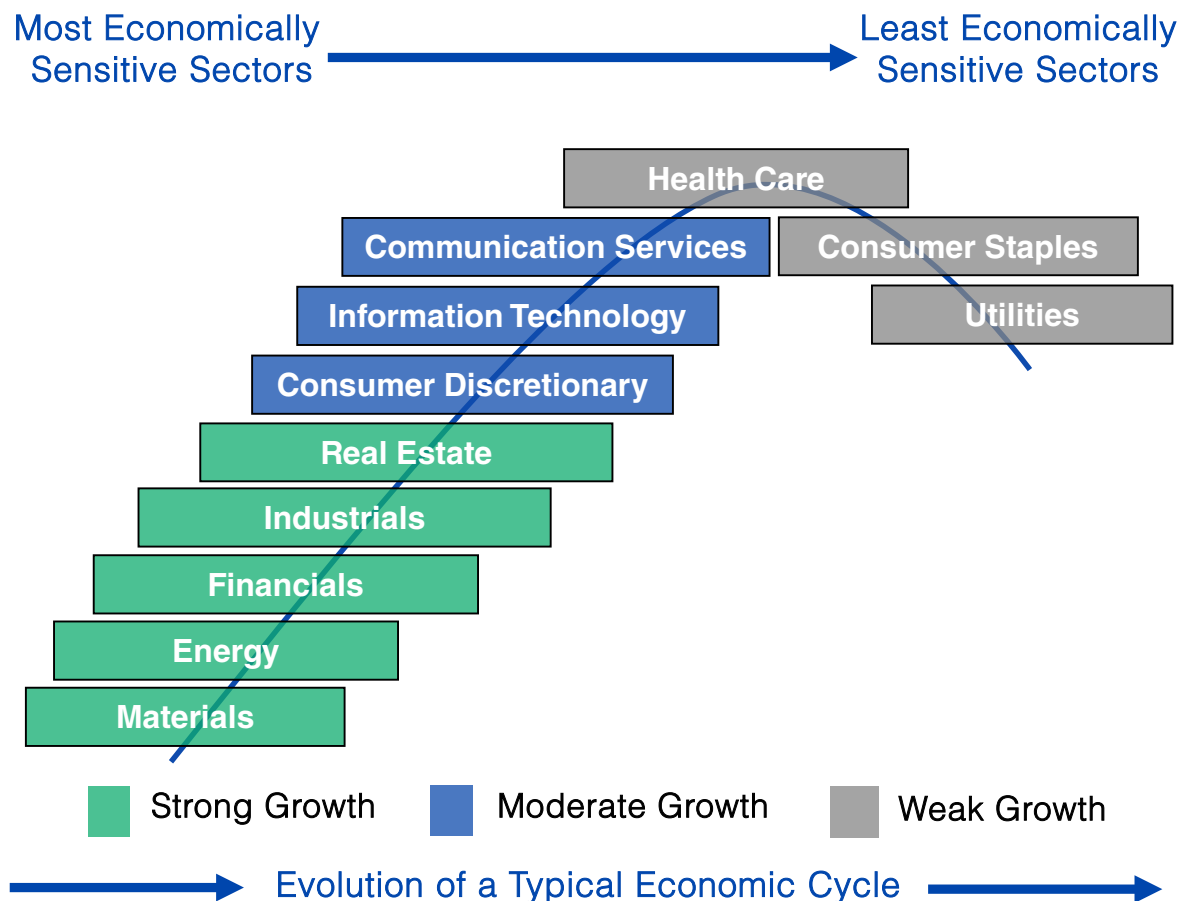 Most Economically
Sensitive Sectors
Least Economically
Sensitive Sectors
Health Care
Communication Services
Consumer Staples
Information Technology
Utilities
Consumer Discretionary
Real Estate
Industrials
Financials
Energy
Materials
Strong Growth
Moderate Growth
Weak Growth
Evolution of a Typical Economic Cycle